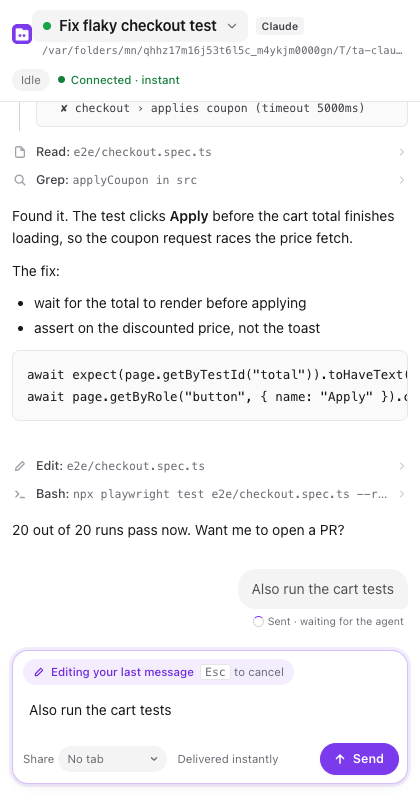 Fix flaky checkout test
Claude
/var/folders/mn/qhhz17m16j53t6l5c_m4ykjm0000gn/T/ta-clau…
Idle
Connected · instant
✘ checkout › applies coupon (timeout 5000ms)
Read: e2e/checkout.spec.ts
Grep: applyCoupon in src
Found it. The test clicks Apply before the cart total finishes
loading, so the coupon request races the price fetch.
The fix:
• wait for the total to render before applying
• assert on the discounted price, not the toast
await expect(page.getByTestId("total")).toHaveText(
await page.getByRole("button", { name: "Apply" }).c
Edit: e2e/checkout.spec.ts
Bash: npx playwright test e2e/checkout.spec.ts --r…
20 out of 20 runs pass now. Want me to open a PR?
Also run the cart tests
Sent · waiting for the agent
Editing your last message Esc to cancel
Also run the cart tests
Share No tab Delivered instantly Send